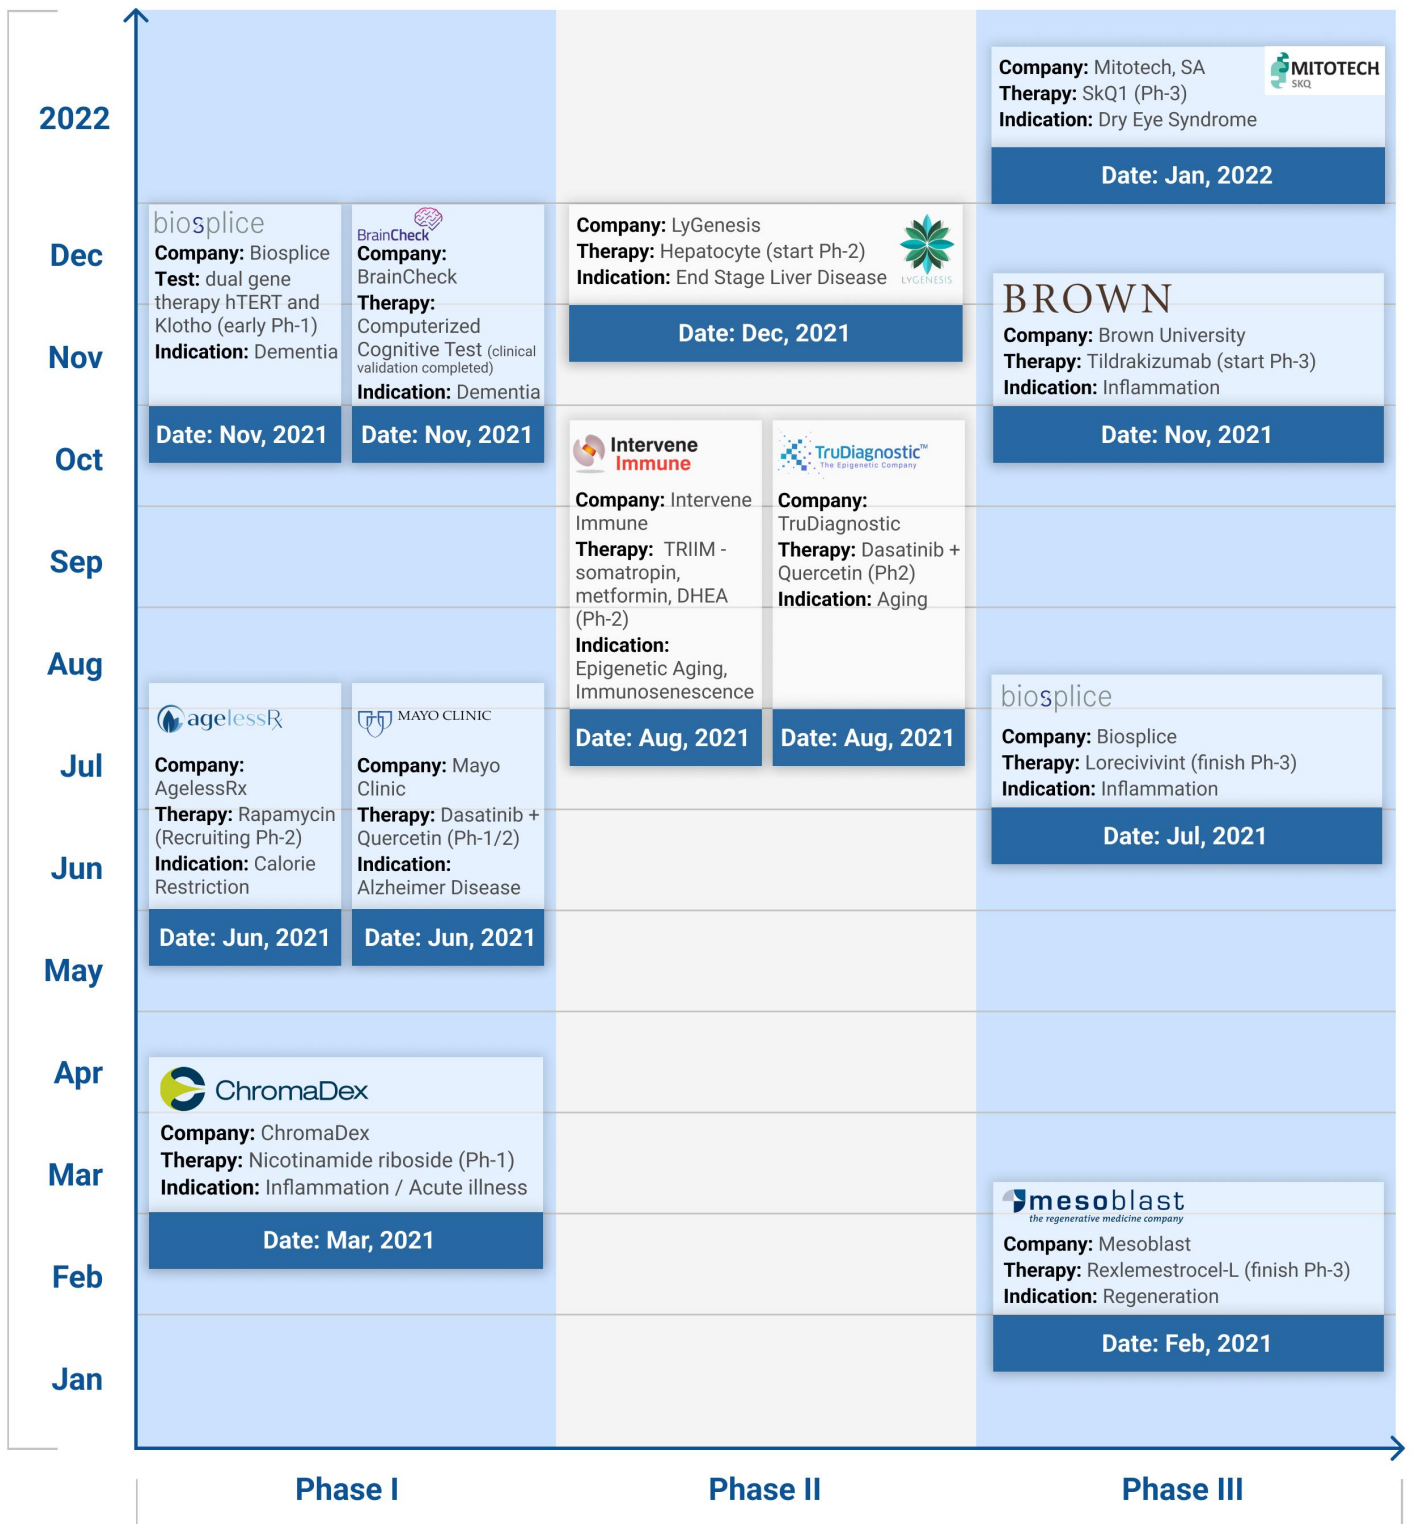 2022
Dec
Nov
Oct
Sep
Aug
Jul
Jun
May
Apr
Mar
Feb
Jan
Company: Mitotech, SA
Therapy: SkQ1 (Ph-3)
Indication: Dry Eye Syndrome
MITOTECH
SKQ
Date: Jan, 2022
biosplice
Company: Biosplice
Test: dual gene
therapy hTERT and
Klotho (early Ph-1)
Indication: Dementia
Date: Nov, 2021
BrainCheck
Company:
BrainCheck
Therapy:
Computerized
Cognitive Test (clinical
validation completed)
Indication: Dementia
Date: Nov, 2021
Company: LyGenesis
Therapy: Hepatocyte (start Ph-2)
Indication: End Stage Liver Disease
LYGENESIS
Date: Dec, 2021
BROWN
Company: Brown University
Therapy: Tildrakizumab (start Ph-3)
Indication: Inflammation
Date: Nov, 2021
Intervene
Immune
Company: Intervene
Immune
Therapy: TRIIM -
somatropin,
metformin, DHEA
(Ph-2)
Indication:
Epigenetic Aging,
Immunosenescence
Date: Aug, 2021
TruDiagnostic™
The Epigenetic Company
Company:
TruDiagnostic
Therapy: Dasatinib +
Quercetin (Ph2)
Indication: Aging
Date: Aug, 2021
agelessRx
Company:
AgelessRx
Therapy: Rapamycin
(Recruiting Ph-2)
Indication: Calorie
Restriction
Date: Jun, 2021
MAYO CLINIC
Company: Mayo
Clinic
Therapy: Dasatinib +
Quercetin (Ph-1/2)
Indication:
Alzheimer Disease
Date: Jun, 2021
biosplice
Company: Biosplice
Therapy: Lorecivivint (finish Ph-3)
Indication: Inflammation
Date: Jul, 2021
ChromaDex
Company: ChromaDex
Therapy: Nicotinamide riboside (Ph-1)
Indication: Inflammation / Acute illness
Date: Mar, 2021
mesoblast
the regenerative medicine company
Company: Mesoblast
Therapy: Rexlemestrocel-L (finish Ph-3)
Indication: Regeneration
Date: Feb, 2021
Phase I
Phase II
Phase III